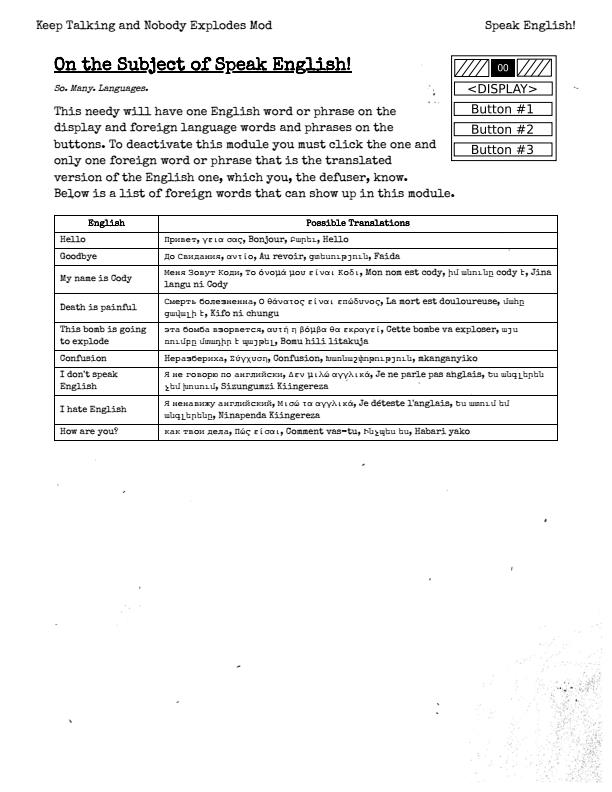 Keep Talking and Nobody Explodes Mod
Speak English!
On the Subject of Speak English!
So. Many. Languages.
This needy will have one English word or phrase on the
display and foreign language words and phrases on the
buttons. To deactivate this module you must click the one and
only one foreign word or phrase that is the translated
version of the English one, which you, the defuser, know.
Below is a list of foreign words that can show up in this module.
00
<DISPLAY>
Button #1
Button #2
Button #3
English Possible Translations
Hello Привет, γεια σας, Bonjour, Բարեւ, Hello
Goodbye До Свидания, αντίο, Au revoir, ցտեսություն, Faida
My name is Cody Меня Зовут Коди, Το όνομά μου είναι Κοδι, Mon nom est cody, իմ անունը cody է, Jina
langu ni Cody
Death is painful Смерть болезненна, Ο θάνατος είναι επώδυνος, La mort est douloureuse, մահը
ցավալի է, Kifo ni chungu
This bomb is going
to explode
эта бомба взорвется, αυτή η βόμβα θα εκραγεί, Cette bombe va exploser, այս
ռումբը մտադիր է պայթել, Bomu hili litakuja
Confusion Неразбериха, Σύγχυση, Confusion, Խառնաշփոթություն, mkanganyiko
I don't speak
English
Я не говорю по английски, Δεν μιλώ αγγλικά, Je ne parle pas anglais, ես անգլերեն
չեմ խոսում, Sizungumzi Kiingereza
I hate English Я ненавижу английский, Μισώ τα αγγλικά, Je déteste l'anglais, ես ատում եմ
անգլերենը, Ninapenda Kiingereza
How are you? как твои дела, Πώς είσαι, Comment vas-tu, Ինչպես ես, Habari yako